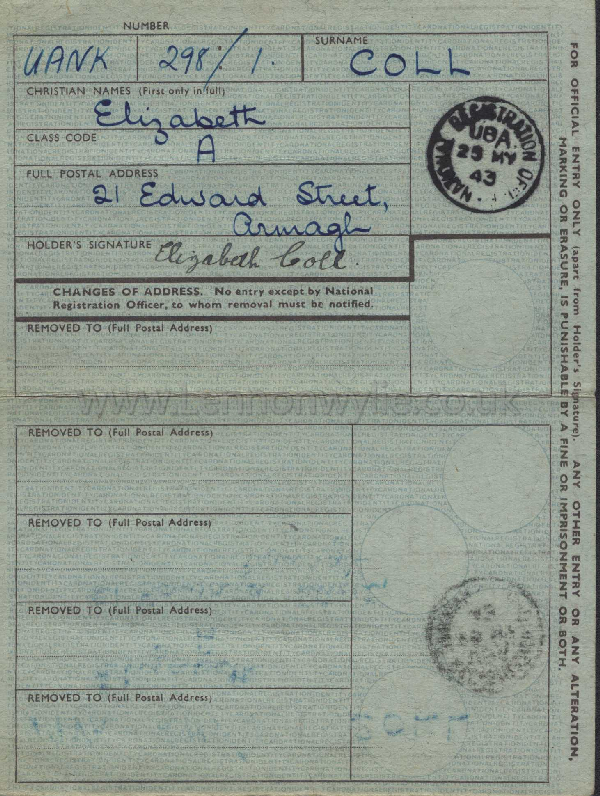 NUMBER
UANK 298/1.
SURNAME
COLL
CHRISTIAN NAMES (First only in full)
Elizabeth
CLASS CODE
A
FULL POSTAL ADDRESS
21 Edward Street,
Armagh
HOLDER'S SIGNATURE
Elizabeth Coll.
NATIONAL REGISTRATION OFFICE
UBA
25 MY
43
CHANGES OF ADDRESS. No entry except by National
Registration Officer, to whom removal must be notified.
REMOVED TO (Full Postal Address)
www.Lennonwylie.co.uk
REMOVED TO (Full Postal Address)
REMOVED TO (Full Postal Address)
REMOVED TO (Full Postal Address)
REMOVED TO (Full Postal Address)
FOR OFFICIAL ENTRY ONLY (apart from Holder's Signature). ANY OTHER ENTRY OR ANY ALTERATION,
MARKING OR ERASURE, IS PUNISHABLE BY A FINE OR IMPRISONMENT OR BOTH.